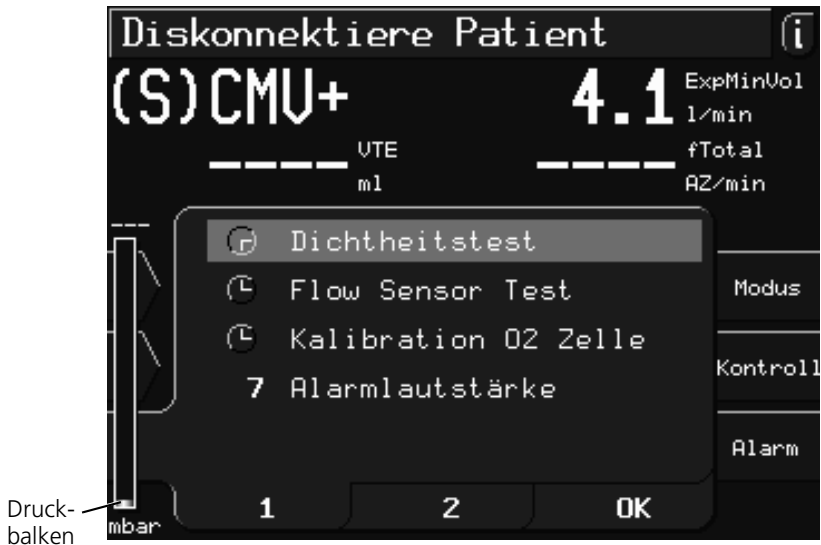 Diskonnektiere Patient i
(S)CMV+ 4.1 ExpMinVol
l/min
---- VTE ---- fTotal
ml AZ/min
---
Dichtheitstest
Flow Sensor Test Modus
Kalibration O2 Zelle
Kontroll
7 Alarmlautstärke
Alarm
1 2 OK
mbar
Druck-
balken